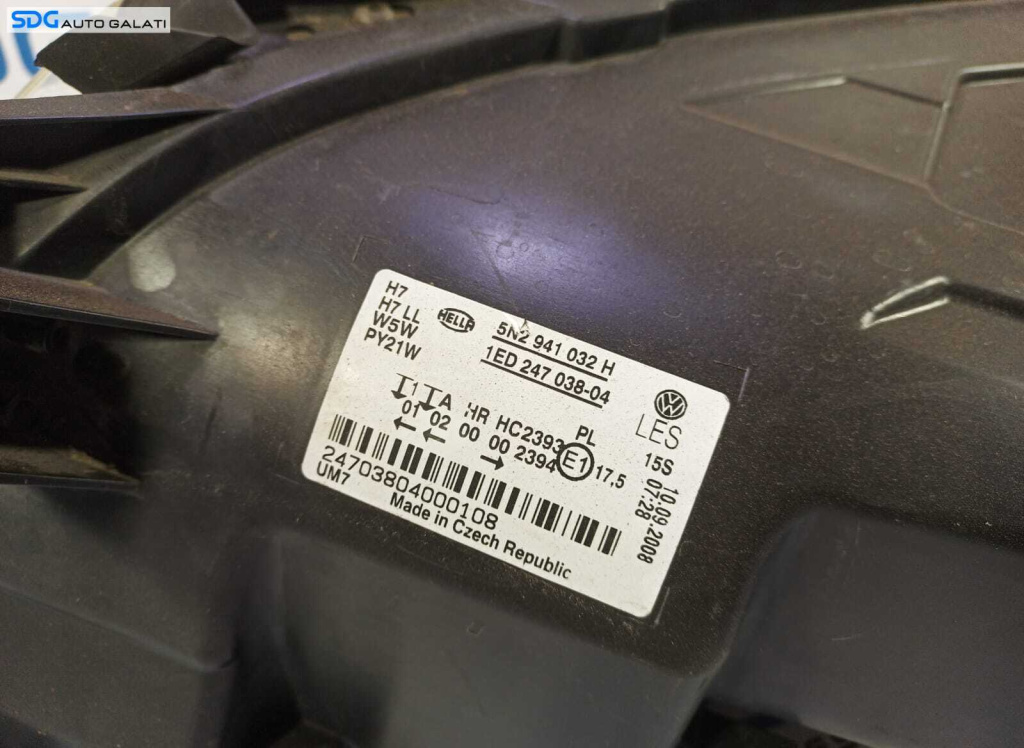 SDG AUTO GALATI
H7
H7 LL
W5W
PY21W
HELLA
5N2 941 032 H
1ED 247 038-04
1 A HR HC2393 PL
01 02 00 00 2394 E1 17,5
LES
15S 10.09.2008
07:28
24703804000108
UM7
Made in Czech Republic